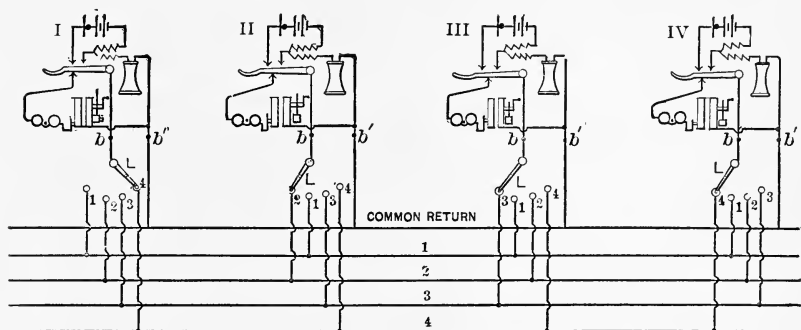 I II III IV
b b" b b' b b' b b'
L L L L
1 2 3 4 2 1 3 4 3 1 2 4 4 1 2 3
COMMON RETURN
1
2
3
4